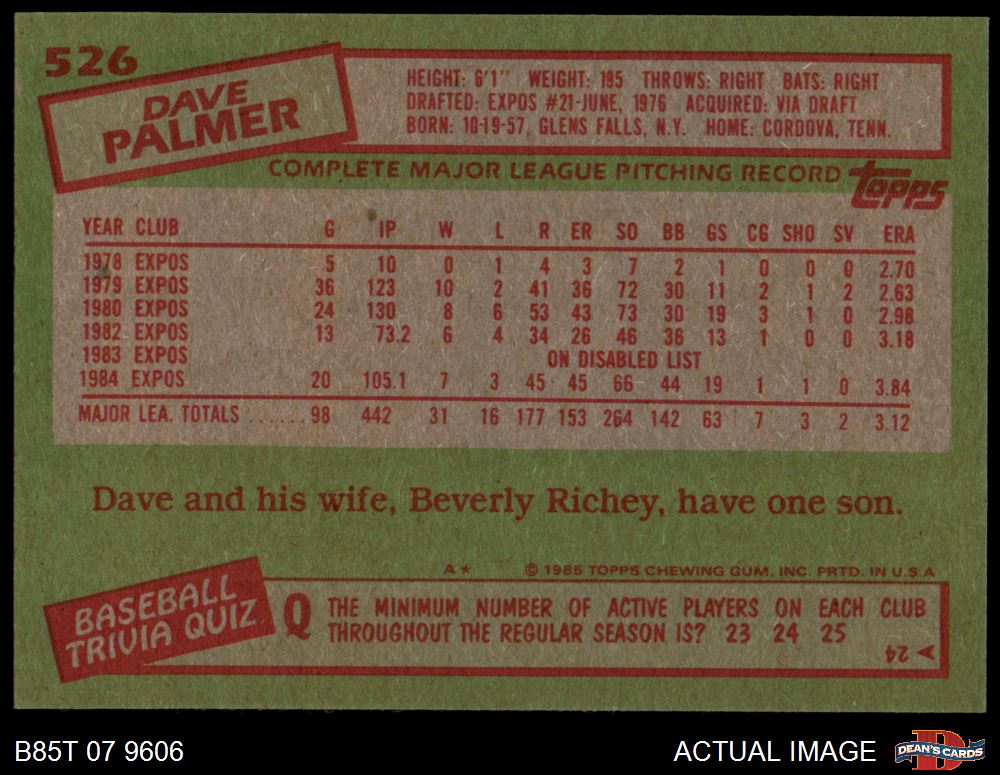 526
DAVE
PALMER
HEIGHT: 6'1" WEIGHT: 195 THROWS: RIGHT BATS: RIGHT
DRAFTED: EXPOS #21-JUNE, 1976 ACQUIRED: VIA DRAFT
BORN: 10-19-57, GLENS FALLS, N.Y. HOME: CORDOVA, TENN.
COMPLETE MAJOR LEAGUE PITCHING RECORD topps
YEAR CLUB G IP W L R ER SO BB GS CG SHO SV ERA
1978 EXPOS 5 10 0 1 4 3 7 2 1 0 0 0 2.70
1979 EXPOS 36 123 10 2 41 36 72 30 11 2 1 2 2.63
1980 EXPOS 24 130 8 6 53 43 73 30 19 3 1 0 2.98
1982 EXPOS 13 73.2 6 4 34 26 46 36 13 1 0 0 3.18
1983 EXPOS ON DISABLED LIST
1984 EXPOS 20 105.1 7 3 45 45 66 44 19 1 1 0 3.84
MAJOR LEA. TOTALS ...... 98 442 31 16 177 153 264 142 63 7 3 2 3.12
Dave and his wife, Beverly Richey, have one son.
A* © 1985 TOPPS CHEWING GUM, INC. PRTD. IN U.S.A
BASEBALL
TRIVIA QUIZ
Q THE MINIMUM NUMBER OF ACTIVE PLAYERS ON EACH CLUB
THROUGHOUT THE REGULAR SEASON IS? 23 24 25
24
B85T 07 9606 ACTUAL IMAGE DEAN'S CARDS